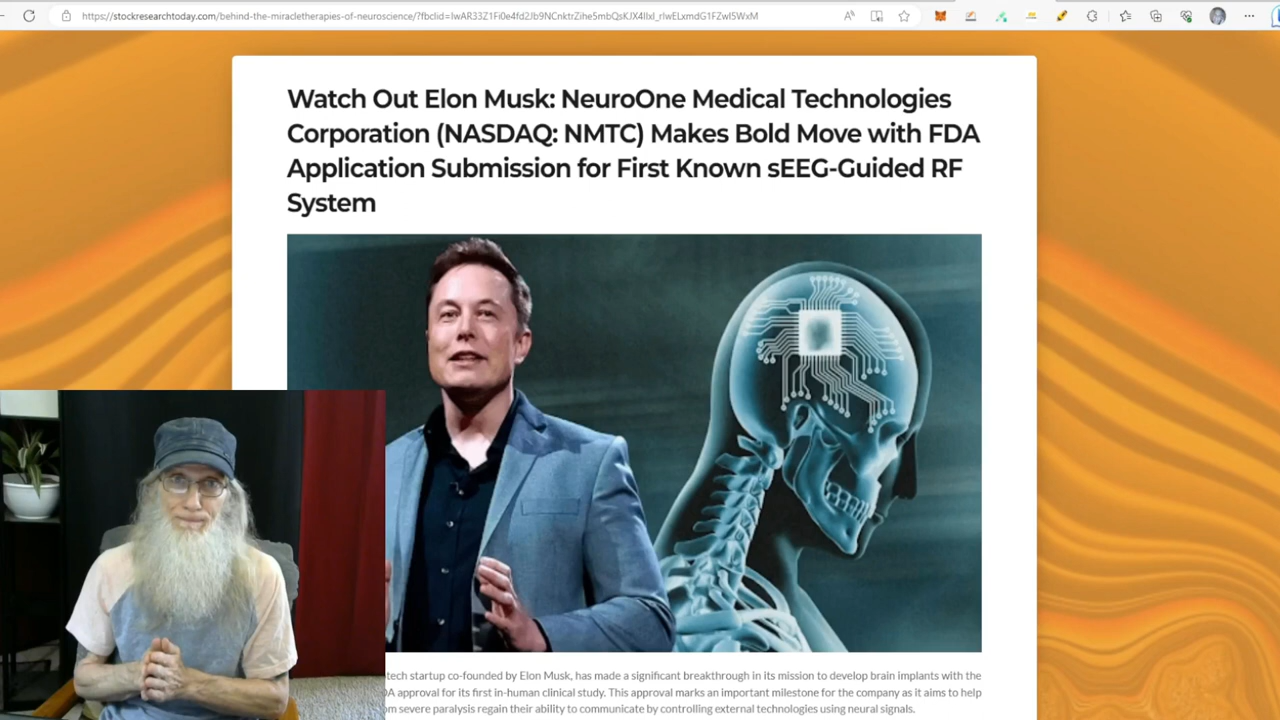 https://stockresearchtoday.com/behind-the-miracletherapies-of-neuroscience/?fbclid=IwAR33Z1Fi0e4fd2Jb9NCnktrZihe5mbQsKJX4Ilxl_rlwELxmdG1FZwI5WxM
Watch Out Elon Musk: NeuroOne Medical Technologies
Corporation (NASDAQ: NMTC) Makes Bold Move with FDA
Application Submission for First Known sEEG-Guided RF
System
tech startup co-founded by Elon Musk, has made a significant breakthrough in its mission to develop brain implants with the
DA approval for its first in-human clinical study. This approval marks an important milestone for the company as it aims to help
om severe paralysis regain their ability to communicate by controlling external technologies using neural signals.